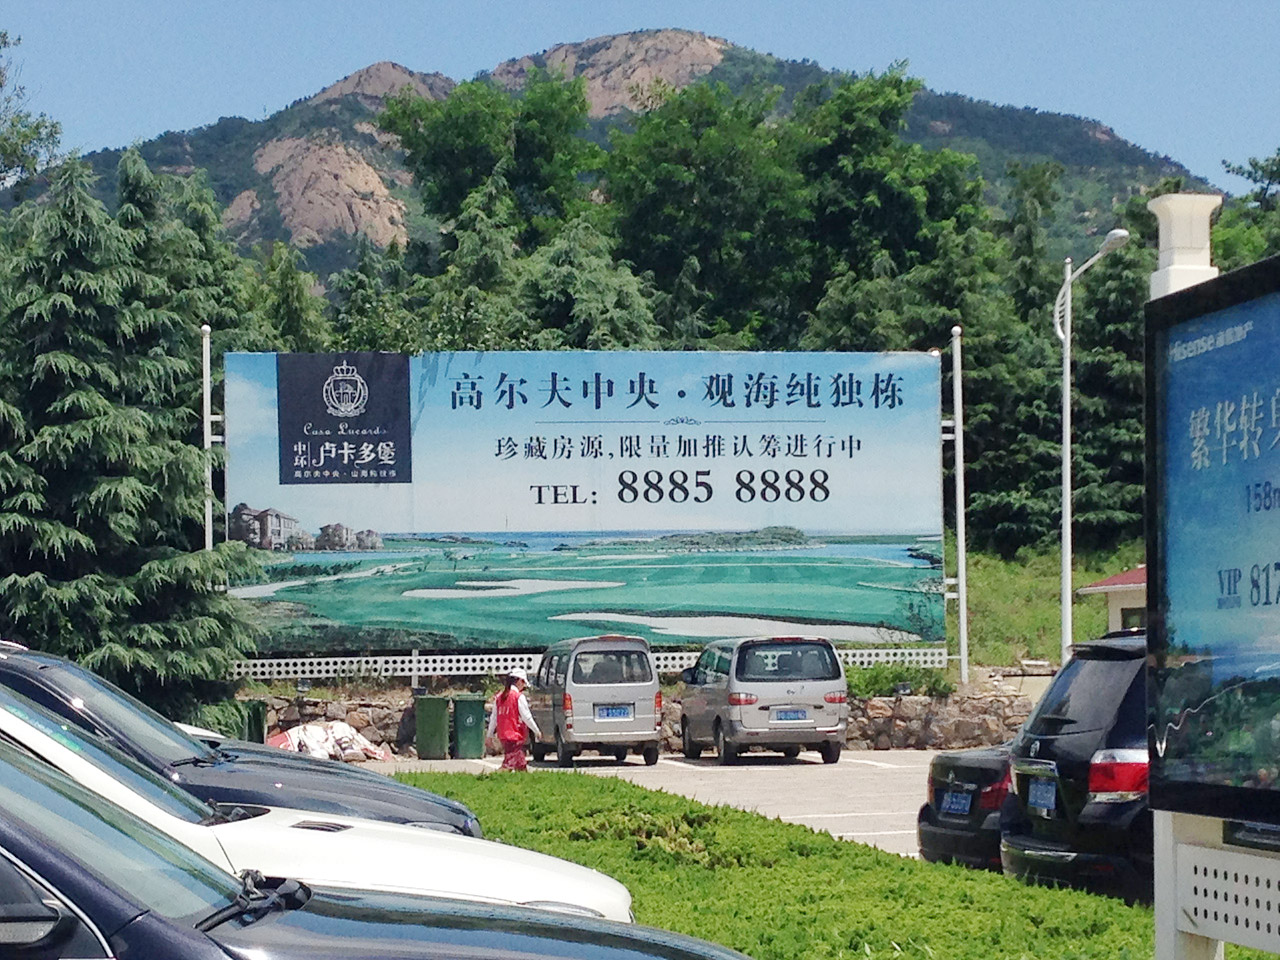 高尔夫中央·观海纯独栋
Casa Lucardo
中环 卢卡多堡
高尔夫中央·山海独栋
珍藏房源,限量加推认筹进行中
TEL: 8885 8888
Hisense
繁华转
158
VIP 817